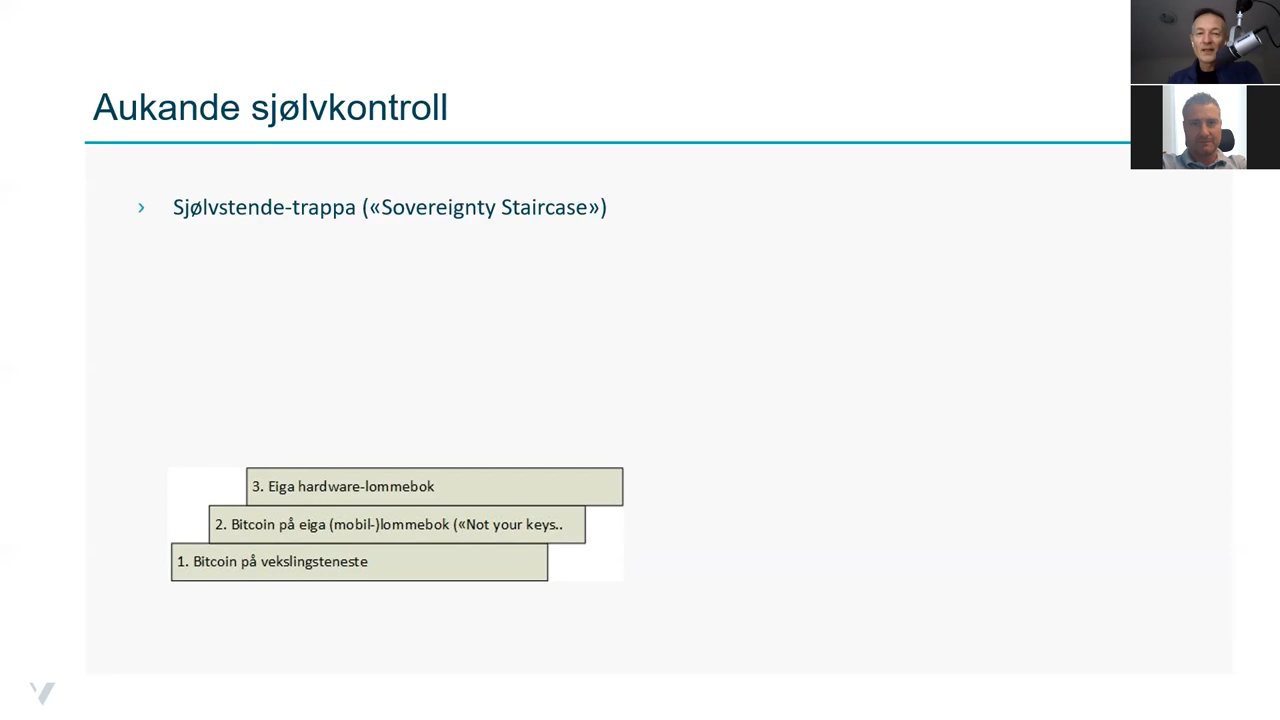 Aukande sjølvkontroll
› Sjølvstende-trappa («Sovereignty Staircase»)
3. Eiga hardware-lommebok
2. Bitcoin på eiga (mobil-)lommebok («Not your keys..
1. Bitcoin på vekslingsteneste